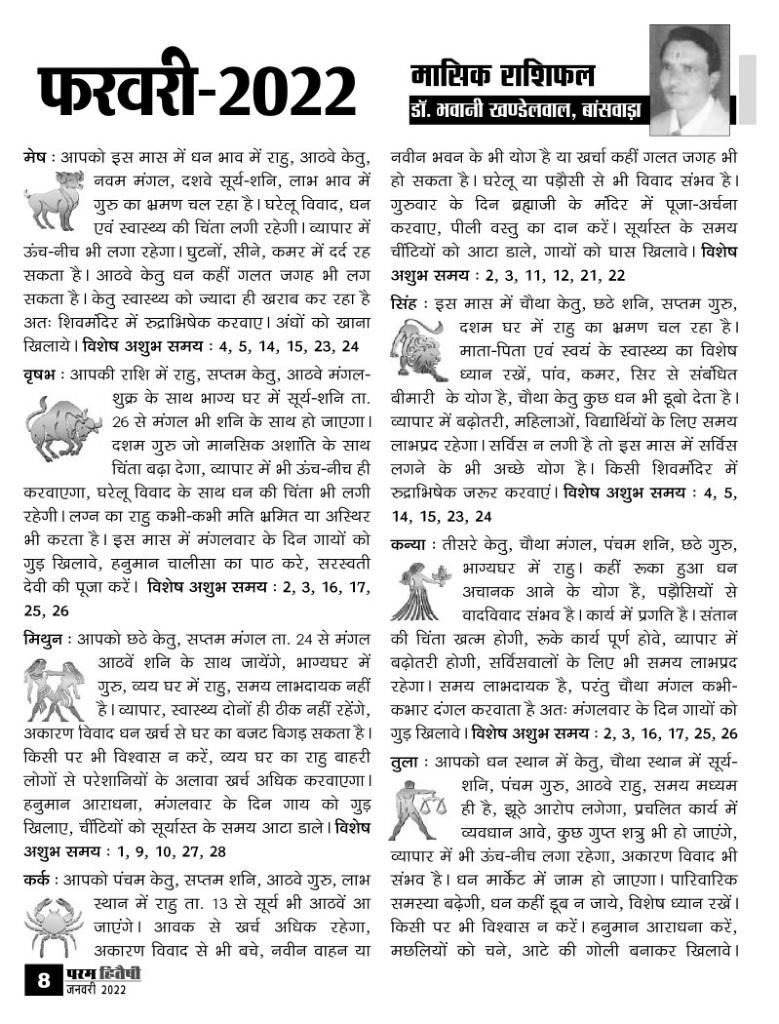 फरवरी-2022
मासिक राशिफल
डॉ. भवानी खण्डेलवाल, बांसवाड़ा
मेष : आपको इस मास में धन भाव में राहु, आठवे केतु,
नवम मंगल, दशवे सूर्य-शनि, लाभ भाव में
गुरु का भ्रमण चल रहा है। घरेलू विवाद, धन
एवं स्वास्थ्य की चिंता लगी रहेगी। व्यापार में
ऊंच-नीच भी लगा रहेगा। घुटनों, सीने, कमर में दर्द रह
सकता है। आठवे केतु धन कहीं गलत जगह भी लग
सकता है। केतु स्वास्थ्य को ज्यादा ही खराब कर रहा है
अतः शिवमंदिर में रुद्राभिषेक करवाए। अंधों को खाना
खिलाये। विशेष अशुभ समय : 4, 5, 14, 15, 23, 24
वृषभ : आपकी राशि में राहु, सप्तम केतु, आठवे मंगल-
शुक्र के साथ भाग्य घर में सूर्य-शनि ता.
26 से मंगल भी शनि के साथ हो जाएगा।
दशम गुरु जो मानसिक अशांति के साथ
चिंता बढ़ा देगा, व्यापार में भी ऊंच-नीच ही
करवाएगा, घरेलू विवाद के साथ धन की चिंता भी लगी
रहेगी। लग्न का राहु कभी-कभी मति भ्रमित या अस्थिर
भी करता है। इस मास में मंगलवार के दिन गायों को
गुड़ खिलावे, हनुमान चालीसा का पाठ करे, सरस्वती
देवी की पूजा करें। विशेष अशुभ समय : 2, 3, 16, 17,
25, 26
मिथुन : आपको छठे केतु, सप्तम मंगल ता. 24 से मंगल
आठवें शनि के साथ जायेंगे, भाग्यघर में
गुरु, व्यय घर में राहु, समय लाभदायक नहीं
है। व्यापार, स्वास्थ्य दोनों ही ठीक नहीं रहेंगे,
अकारण विवाद धन खर्च से घर का बजट बिगड़ सकता है।
किसी पर भी विश्वास न करें, व्यय घर का राहु बाहरी
लोगों से परेशानियों के अलावा खर्च अधिक करवाएगा।
हनुमान आराधना, मंगलवार के दिन गाय को गुड़
खिलाए, चींटियों को सूर्यास्त के समय आटा डाले। विशेष
अशुभ समय : 1, 9, 10, 27, 28
कर्क : आपको पंचम केतु, सप्तम शनि, आठवे गुरु, लाभ
स्थान में राहु ता. 13 से सूर्य भी आठवें आ
जाएंगे। आवक से खर्च अधिक रहेगा,
अकारण विवाद से भी बचे, नवीन वाहन या
नवीन भवन के भी योग है या खर्चा कहीं गलत जगह भी
हो सकता है। घरेलू या पड़ौसी से भी विवाद संभव है।
गुरुवार के दिन ब्रह्माजी के मंदिर में पूजा-अर्चना
करवाए, पीली वस्तु का दान करें। सूर्यास्त के समय
चींटियों को आटा डाले, गायों को घास खिलावे। विशेष
अशुभ समय : 2, 3, 11, 12, 21, 22
सिंह : इस मास में चौथा केतु, छठे शनि, सप्तम गुरु,
दशम घर में राहु का भ्रमण चल रहा है।
माता-पिता एवं स्वयं के स्वास्थ्य का विशेष
ध्यान रखें, पांव, कमर, सिर से संबंधित
बीमारी के योग है, चौथा केतु कुछ धन भी डूबो देता है।
व्यापार में बढ़ोतरी, महिलाओं, विद्यार्थियों के लिए समय
लाभप्रद रहेगा। सर्विस न लगी है तो इस मास में सर्विस
लगने के भी अच्छे योग है। किसी शिवमंदिर में
रुद्राभिषेक जरूर करवाएं। विशेष अशुभ समय : 4, 5,
14, 15, 23, 24
कन्या : तीसरे केतु, चौथा मंगल, पंचम शनि, छठे गुरु,
भाग्यघर में राहु। कहीं रूका हुआ धन
अचानक आने के योग है, पड़ौसियों से
वादविवाद संभव है। कार्य में प्रगति है। संतान
की चिंता खत्म होगी, रूके कार्य पूर्ण होवे, व्यापार में
बढ़ोतरी होगी, सर्विसवालों के लिए भी समय लाभप्रद
रहेगा। समय लाभदायक है, परंतु चौथा मंगल कभी-
कभार दंगल करवाता है अतः मंगलवार के दिन गायों को
गुड़ खिलावे। विशेष अशुभ समय : 2, 3, 16, 17, 25, 26
तुला : आपको धन स्थान में केतु, चौथा स्थान में सूर्य-
शनि, पंचम गुरु, आठवे राहु, समय मध्यम
ही है, झूठे आरोप लगेगा, प्रचलित कार्य में
व्यवधान आवे, कुछ गुप्त शत्रु भी हो जाएंगे,
व्यापार में भी ऊंच-नीच लगा रहेगा, अकारण विवाद भी
संभव है। धन मार्केट में जाम हो जाएगा। पारिवारिक
समस्या बढ़ेगी, धन कहीं डूब न जाये, विशेष ध्यान रखें।
किसी पर भी विश्वास न करें। हनुमान आराधना करें,
मछलियों को चने, आटे की गोली बनाकर खिलावे।
8 परम हितैषी
जनवरी 2022